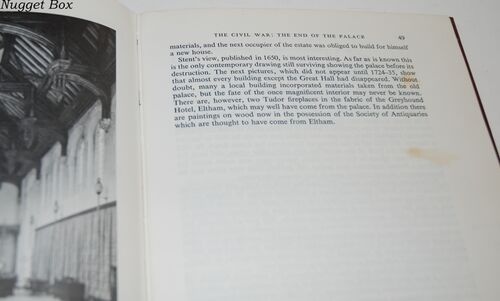 Nugget Box
THE CIVIL WAR: THE END OF THE PALACE 49
materials, and the next occupier of the estate was obliged to build for himself
a new house.
Stent's view, published in 1650, is most interesting. As far as is known this
is the only contemporary drawing still surviving showing the palace before its
destruction. The next pictures, which did not appear until 1724–35, show
that almost every building except the Great Hall had disappeared. Without
doubt, many a local building incorporated materials taken from the old
palace, but the fate of the once magnificent interior may never be known.
There are, however, two Tudor fireplaces in the fabric of the Greyhound
Hotel, Eltham, which may well have come from the palace. In addition there
are paintings on wood now in the possession of the Society of Antiquaries
which are thought to have come from Eltham.